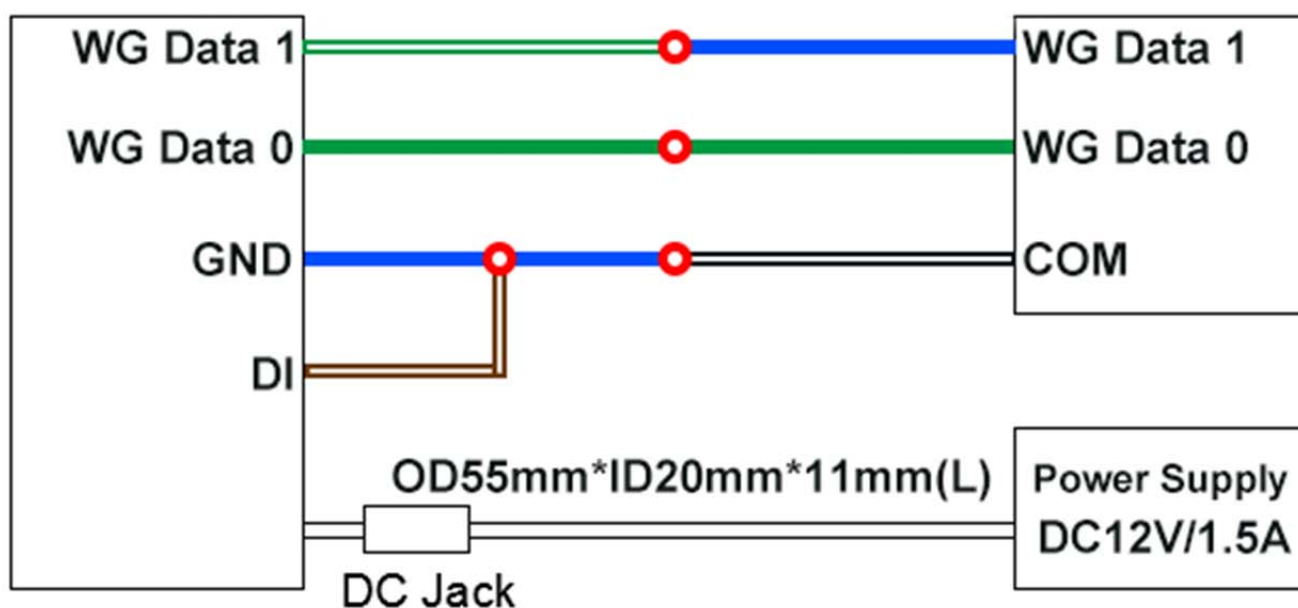 WG Data 1
WG Data 1
WG Data 0
WG Data 0
GND
COM
DI
OD55mm*ID20mm*11mm(L)
Power Supply
DC12V/1.5A
DC Jack